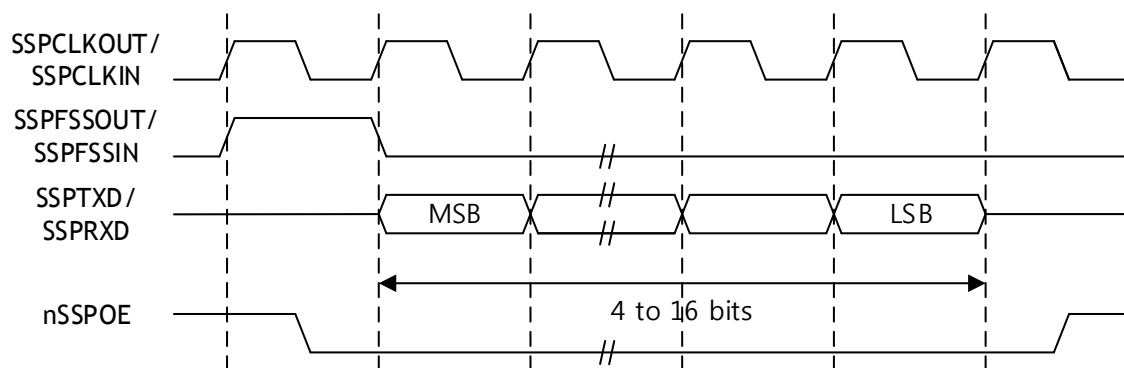 SSPCLKOUT/
SSPCLKIN
SSPFSSOUT/
SSPFSSIN
SSPTXD/
SSPRXD
MSB
LSB
4 to 16 bits
nSSPOE